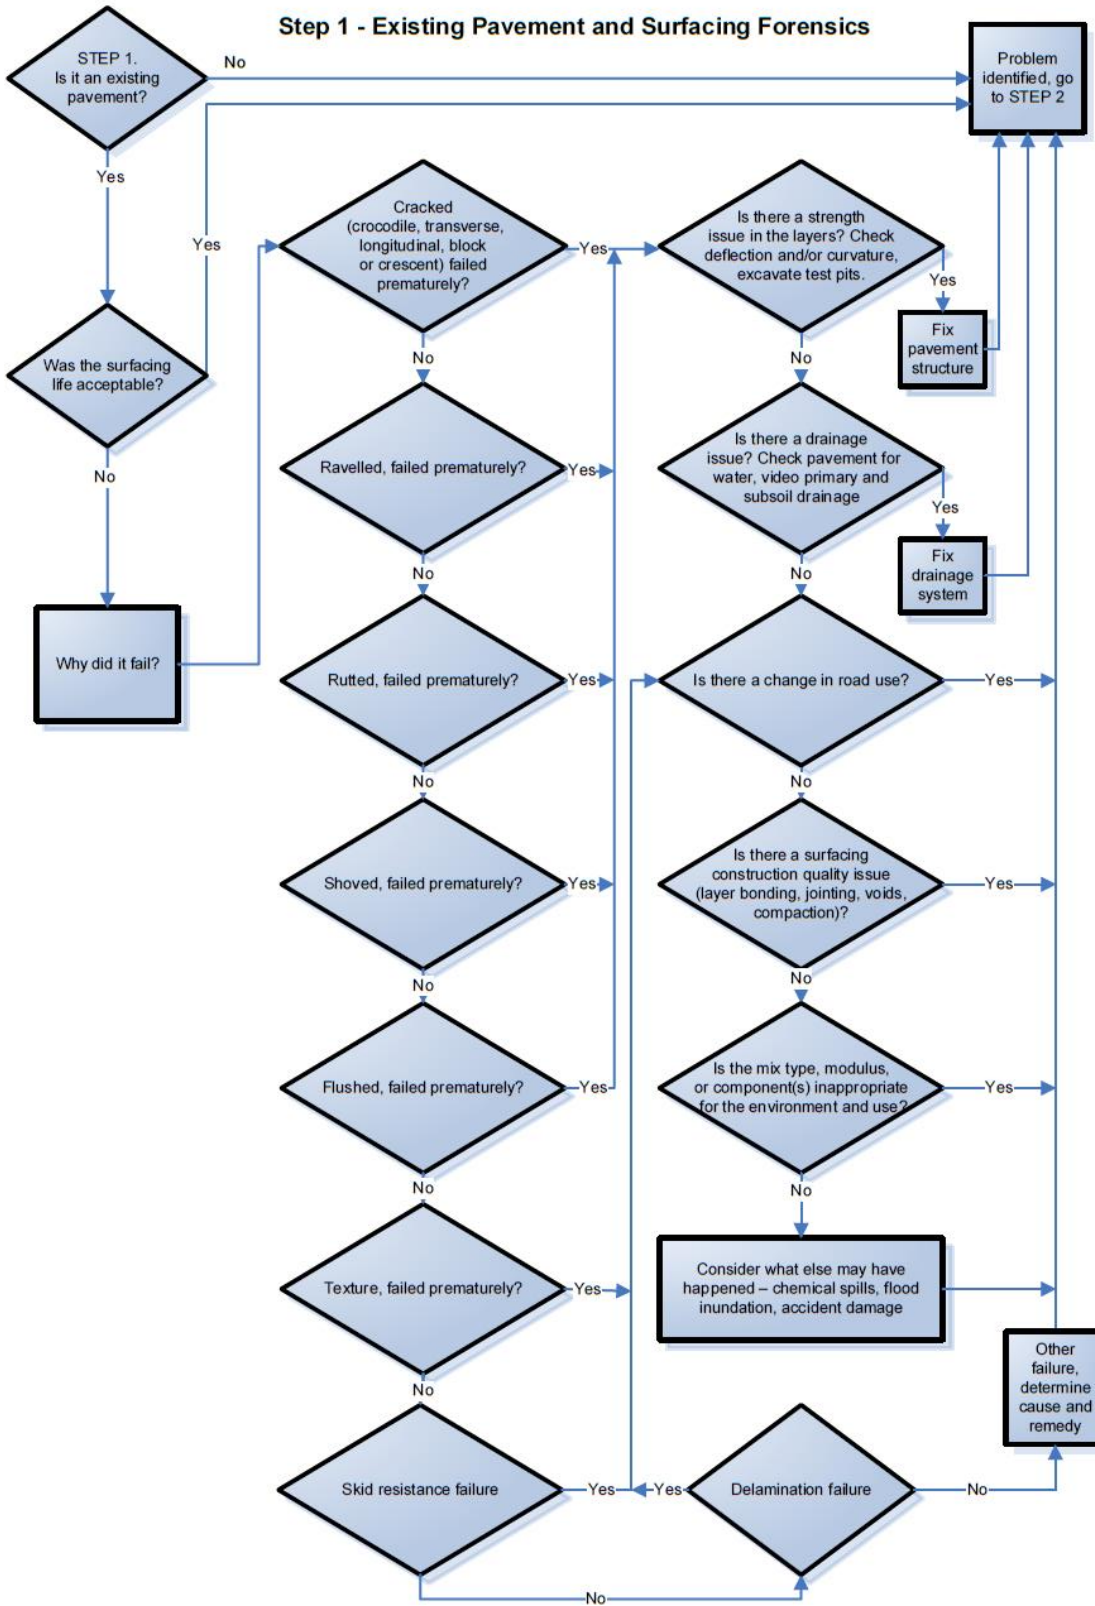 Step 1 - Existing Pavement and Surfacing Forensics
STEP 1.
Is it an existing
pavement?
No
Problem
identified, go
to STEP 2
Yes
Yes
Was the surfacing
life acceptable?
No
Why did it fail?
Cracked
(crocodile, transverse,
longitudinal, block
or crescent) failed
prematurely?
Yes
No
Ravelled, failed prematurely?
Yes
No
Rutted, failed prematurely?
Yes
No
Shoved, failed prematurely?
Yes
No
Flushed, failed prematurely?
Yes
No
Texture, failed prematurely?
Yes
No
Skid resistance failure
Yes
No
Is there a strength
issue in the layers? Check
deflection and/or curvature,
excavate test pits.
Yes
Fix
pavement
structure
No
Is there a drainage
issue? Check pavement for
water, video primary and
subsoil drainage
Yes
Fix
drainage
system
No
Is there a change in road use?
Yes
No
Is there a surfacing
construction quality issue
(layer bonding, jointing, voids,
compaction)?
Yes
No
Is the mix type, modulus,
or component(s) inappropriate
for the environment and use?
Yes
No
Consider what else may have
happened – chemical spills, flood
inundation, accident damage
Yes
Delamination failure
No
Other
failure,
determine
cause and
remedy